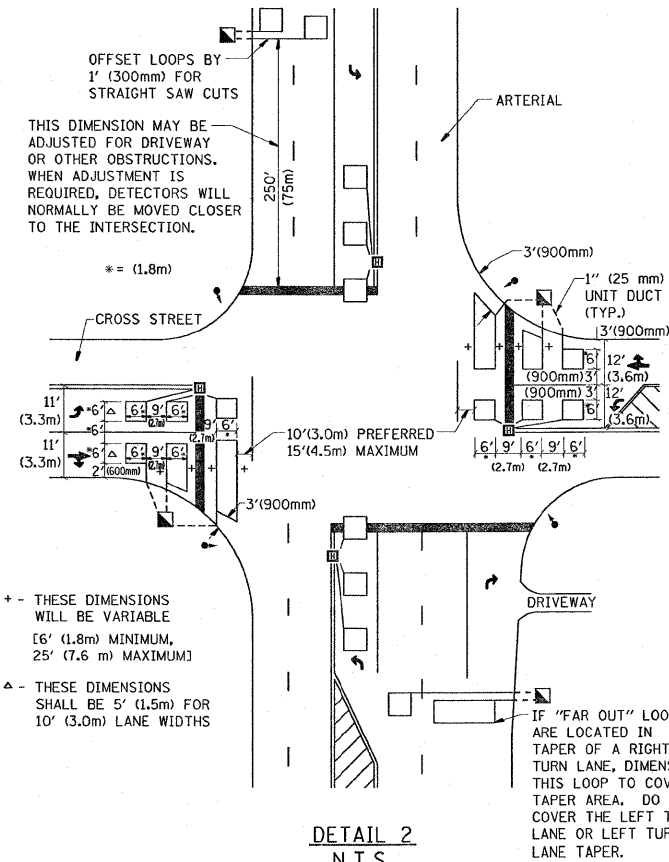 OFFSET LOOPS BY
1' (300mm) FOR
STRAIGHT SAW CUTS
THIS DIMENSION MAY BE
ADJUSTED FOR DRIVEWAY
OR OTHER OBSTRUCTIONS.
WHEN ADJUSTMENT IS
REQUIRED, DETECTORS WILL
NORMALLY BE MOVED CLOSER
TO THE INTERSECTION.
* = (1.8m)
250'
(75m)
ARTERIAL
3'(900mm)
1" (25 mm)
UNIT DUCT
(TYP.)
3'(900mm)
CROSS STREET
*6'
12'
(3.6m)
(900mm) 3'
(900mm) 3'
12'
*6'
(3.6m)
6' 9' 6' 9' 6'
* * *
(2.7m) (2.7m)
11'
(3.3m)
*6' Δ 6' 9' 6'
* (2.7m) *
*6'
11'
(3.3m)
*6' Δ 6' 9' 6'
* (2.7m) *
2' (600mm)
9' 6'
(2.7m) *
H
H
H
H
+ + + + + +
10'(3.0m) PREFERRED
15'(4.5m) MAXIMUM
3'(900mm)
+ - THESE DIMENSIONS
WILL BE VARIABLE
[6' (1.8m) MINIMUM,
25' (7.6 m) MAXIMUM]
Δ - THESE DIMENSIONS
SHALL BE 5' (1.5m) FOR
10' (3.0m) LANE WIDTHS
DRIVEWAY
IF "FAR OUT" LOO
ARE LOCATED IN
TAPER OF A RIGHT
TURN LANE, DIMENS
THIS LOOP TO COV
TAPER AREA. DO
COVER THE LEFT T
LANE OR LEFT TUR
LANE TAPER.
DETAIL 2
N.T.S.